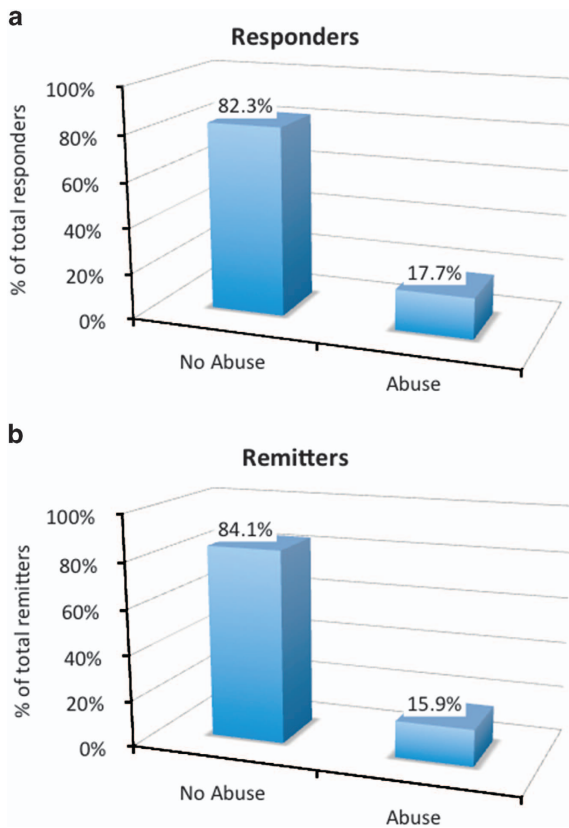 a
Responders
% of total responders
100%
80%
60%
40%
20%
0%
82.3%
17.7%
No Abuse
Abuse
b
Remitters
% of total remitters
100%
80%
60%
40%
20%
0%
84.1%
15.9%
No Abuse
Abuse